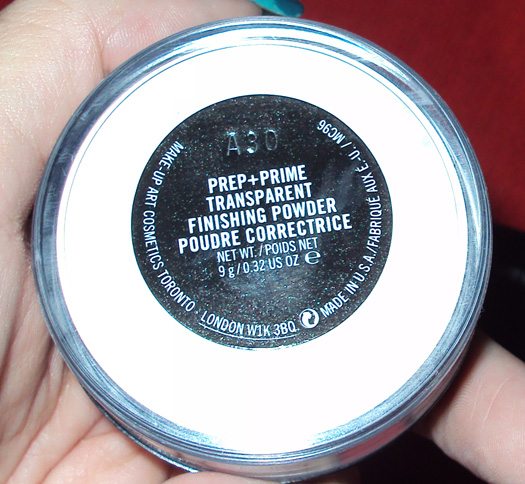 A30
PREP+PRIME
TRANSPARENT
FINISHING POWDER
POUDRE CORRECTRICE
NET WT./POIDS NET
9 g/0.32 US OZ ℮
MAKE-UP ART COSMETICS TORONTO · LONDON W1K 3BQ
MADE IN U.S.A./FABRIQUE AUX E.-U./MC96